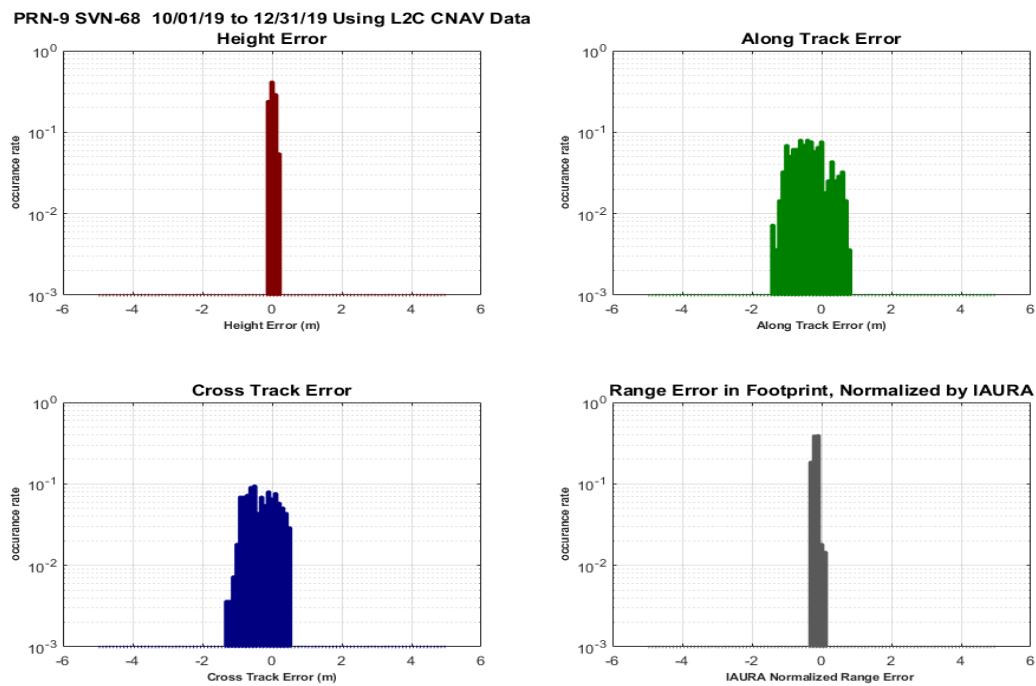 PRN-9 SVN-68 10/01/19 to 12/31/19 Using L2C CNAV Data
Height Error
10^0
10^-1
10^-2
10^-3
occurance rate
-6 -4 -2 0 2 4 6
Height Error (m)
Along Track Error
10^0
10^-1
10^-2
10^-3
occurance rate
-6 -4 -2 0 2 4 6
Along Track Error (m)
Cross Track Error
10^0
10^-1
10^-2
10^-3
occurance rate
-6 -4 -2 0 2 4 6
Cross Track Error (m)
Range Error in Footprint, Normalized by IAURA
10^0
10^-1
10^-2
10^-3
occurance rate
-6 -4 -2 0 2 4 6
IAURA Normalized Range Error